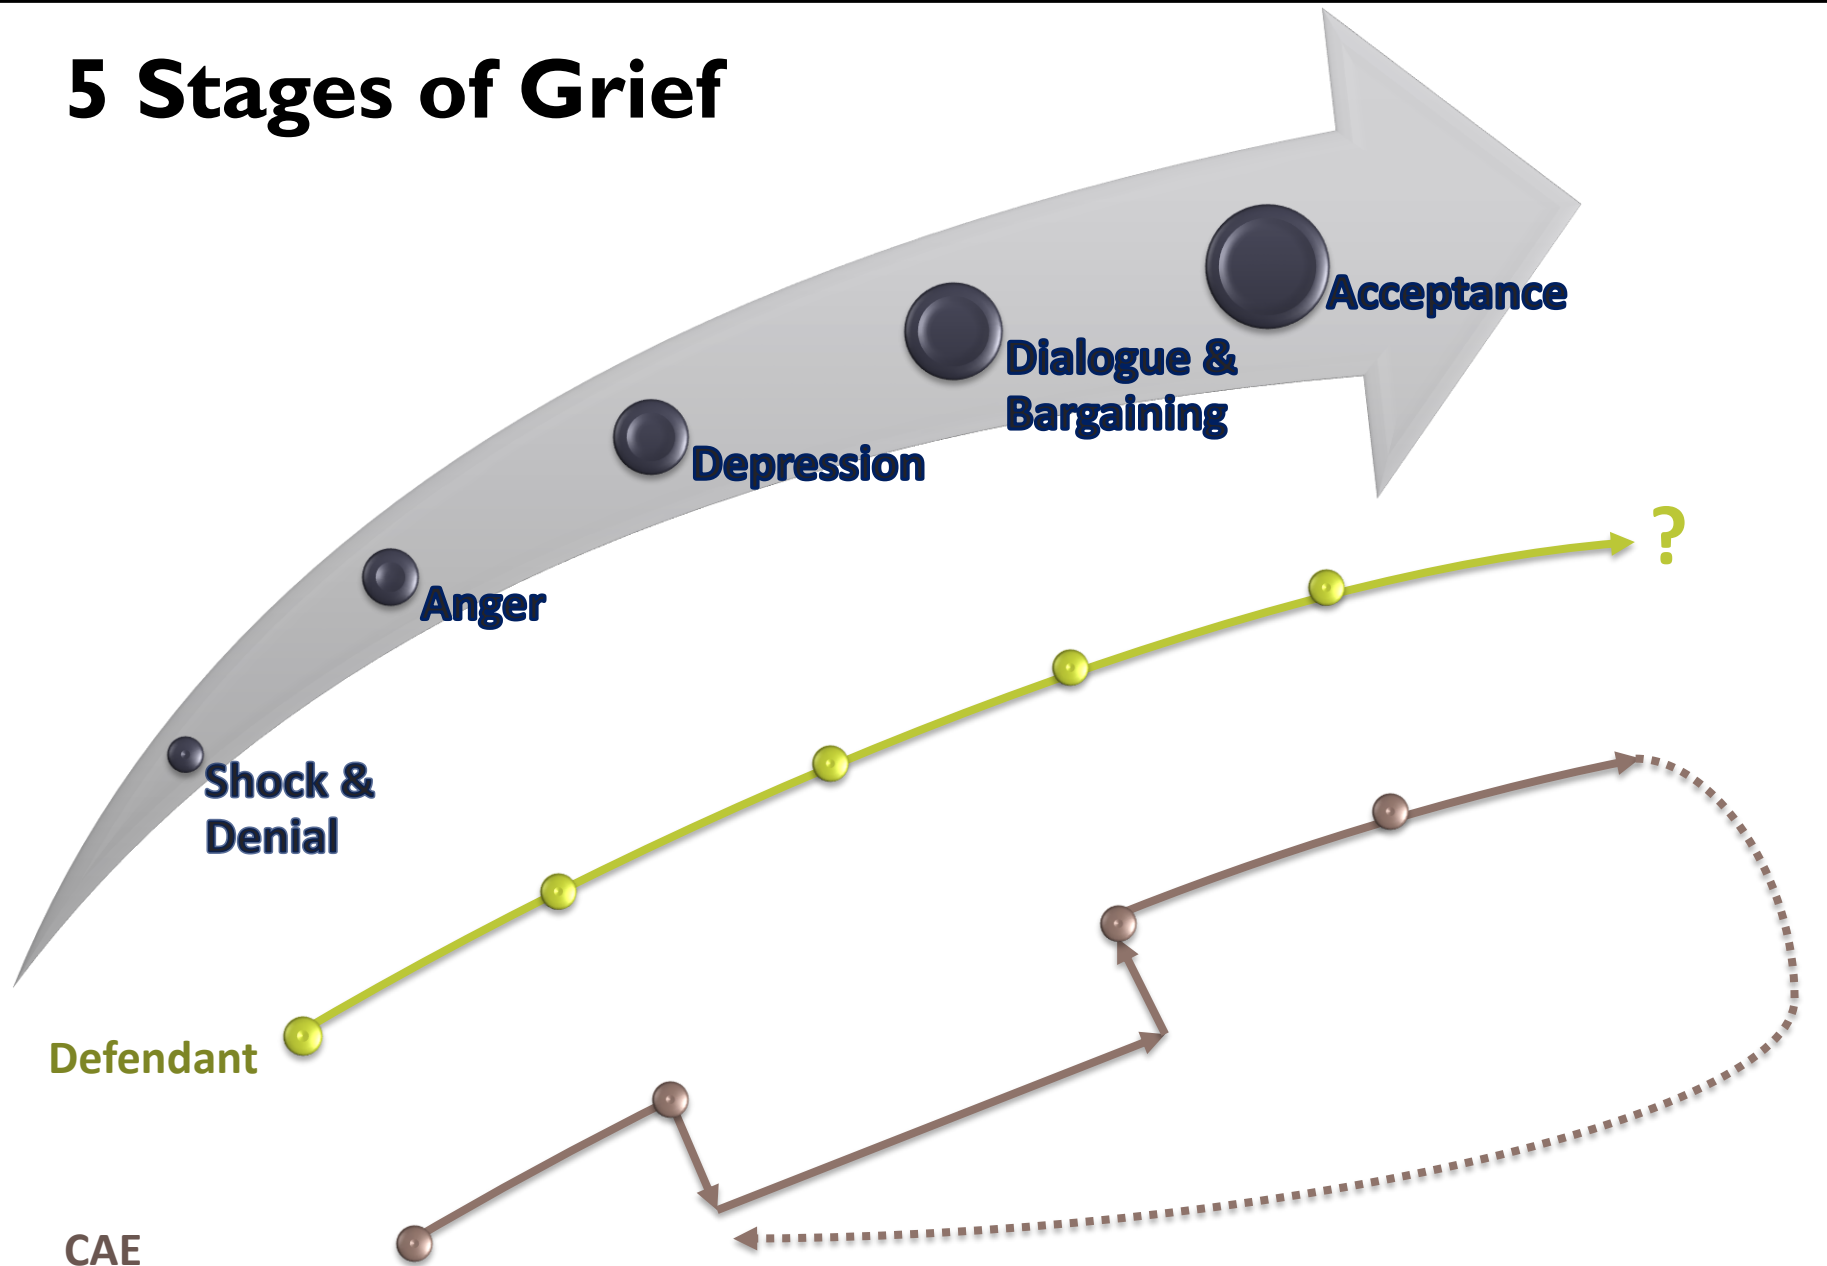 5 Stages of Grief
Acceptance
Dialogue &
Bargaining
Depression
Anger
Shock &
Denial
?
Defendant
CAE